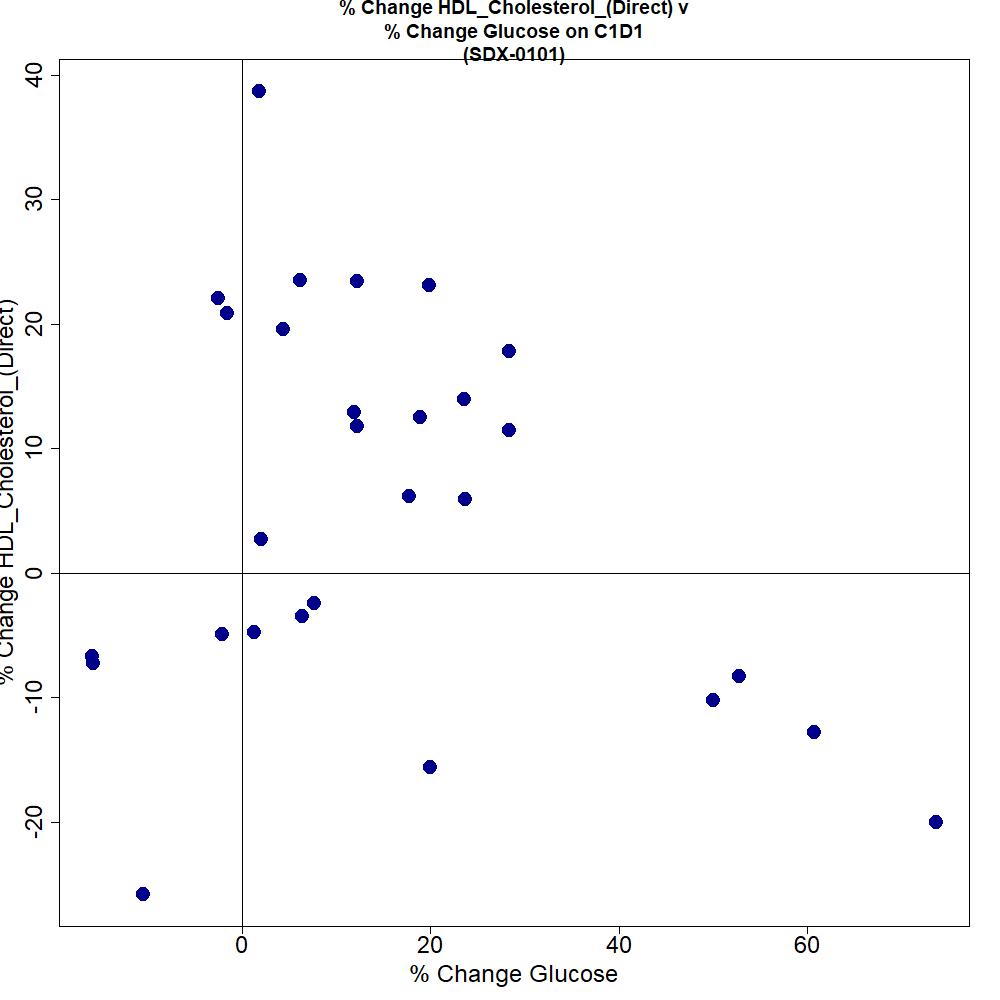 % Change HDL_Cholesterol_(Direct) v
% Change Glucose on C1D1
(SDX-0101)
% Change HDL_Cholesterol_(Direct)
40
30
20
10
0
-10
-20
0 20 40 60
% Change Glucose